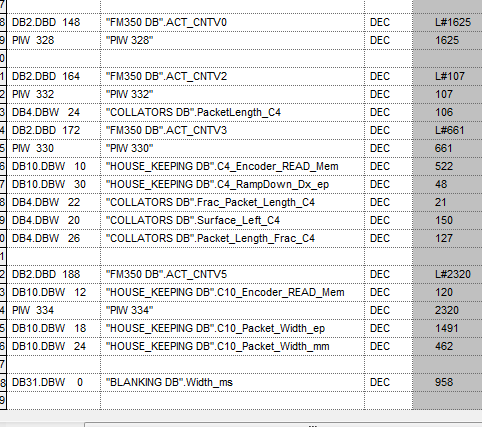 7
8 DB2.DBD 148 "FM350 DB".ACT_CNTV0 DEC L#1625
9 PIW 328 "PIW 328" DEC 1625
0
1 DB2.DBD 164 "FM350 DB".ACT_CNTV2 DEC L#107
2 PIW 332 "PIW 332" DEC 107
3 DB4.DBW 24 "COLLATORS DB".PacketLength_C4 DEC 106
4 DB2.DBD 172 "FM350 DB".ACT_CNTV3 DEC L#661
5 PIW 330 "PIW 330" DEC 661
6 DB10.DBW 10 "HOUSE_KEEPING DB".C4_Encoder_READ_Mem DEC 522
7 DB10.DBW 30 "HOUSE_KEEPING DB".C4_RampDown_Dx_ep DEC 48
8 DB4.DBW 22 "COLLATORS DB".Frac_Packet_Length_C4 DEC 21
9 DB4.DBW 20 "COLLATORS DB".Surface_Left_C4 DEC 150
0 DB4.DBW 26 "COLLATORS DB".Packet_Length_Frac_C4 DEC 127
1
2 DB2.DBD 188 "FM350 DB".ACT_CNTV5 DEC L#2320
3 DB10.DBW 12 "HOUSE_KEEPING DB".C10_Encoder_READ_Mem DEC 120
4 PIW 334 "PIW 334" DEC 2320
5 DB10.DBW 18 "HOUSE_KEEPING DB".C10_Packet_Width_ep DEC 1491
6 DB10.DBW 24 "HOUSE_KEEPING DB".C10_Packet_Width_mm DEC 462
7
8 DB31.DBW 0 "BLANKING DB".Width_ms DEC 958
9